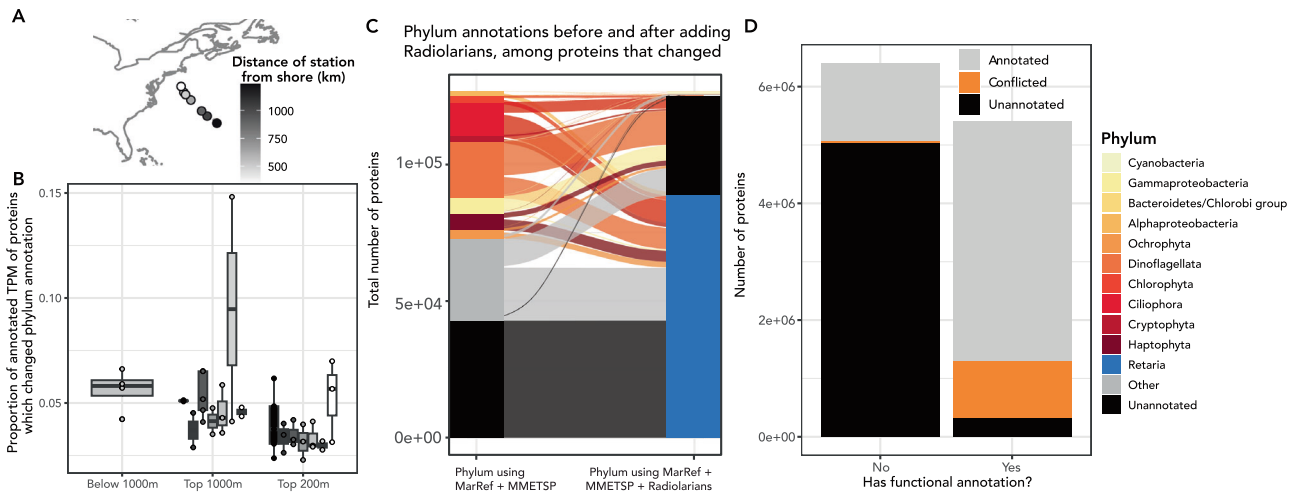 A
Distance of station
from shore (km)
1000
750
500
B
Proportion of annotated TPM of proteins
which changed phylum annotation
0.15
0.10
0.05
Below 1000m
Top 1000m
Top 200m
C
Phylum annotations before and after adding
Radiolarians, among proteins that changed
Total number of proteins
1e+05
5e+04
0e+00
Phylum using
MarRef + MMETSP
Phylum using MarRef +
MMETSP + Radiolarians
D
Number of proteins
6e+06
4e+06
2e+06
0e+00
Annotated
Conflicted
Unannotated
No
Yes
Has functional annotation?
Phylum
Cyanobacteria
Gammaproteobacteria
Bacteroidetes/Chlorobi group
Alphaproteobacteria
Ochrophyta
Dinoflagellata
Chlorophyta
Ciliophora
Cryptophyta
Haptophyta
Retaria
Other
Unannotated